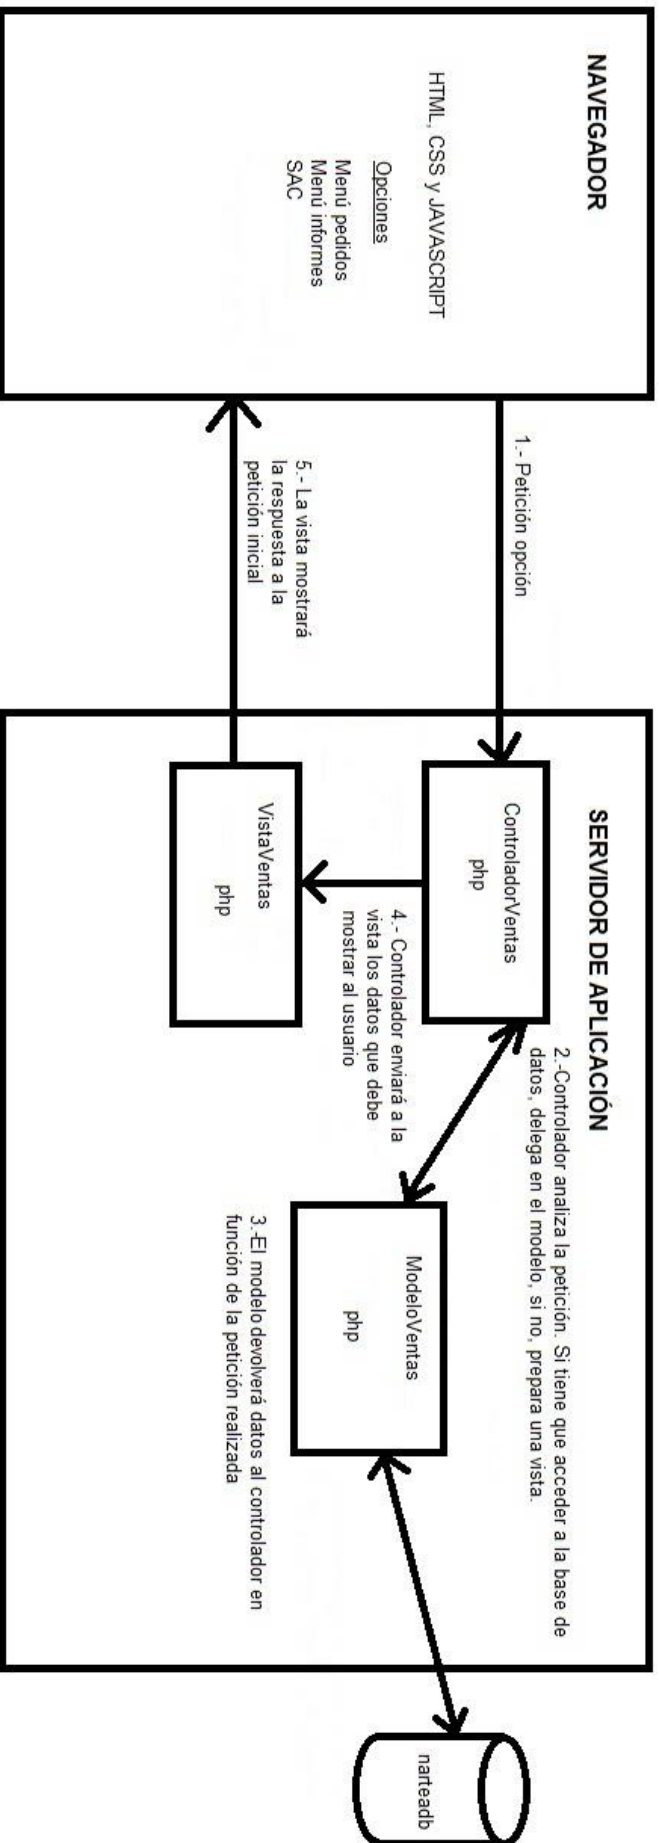 NAVEGADOR
HTML, CSS y JAVASCRIPT
Opciones
Menú pedidos
Menú informes
SAC
1.- Petición opción
5.- La vista mostrará
la respuesta a la
petición inicial
SERVIDOR DE APLICACIÓN
ControladorVentas
php
2.-Controlador analiza la petición. Si tiene que acceder a la base de
datos, delega en el modelo, si no, prepara una vista.
4.- Controlador enviará a la
vista los datos que debe
mostrar al usuario
VistaVentas
php
ModeloVentas
php
3.-El modelo devolverá datos al controlador en
función de la petición realizada
narteadb